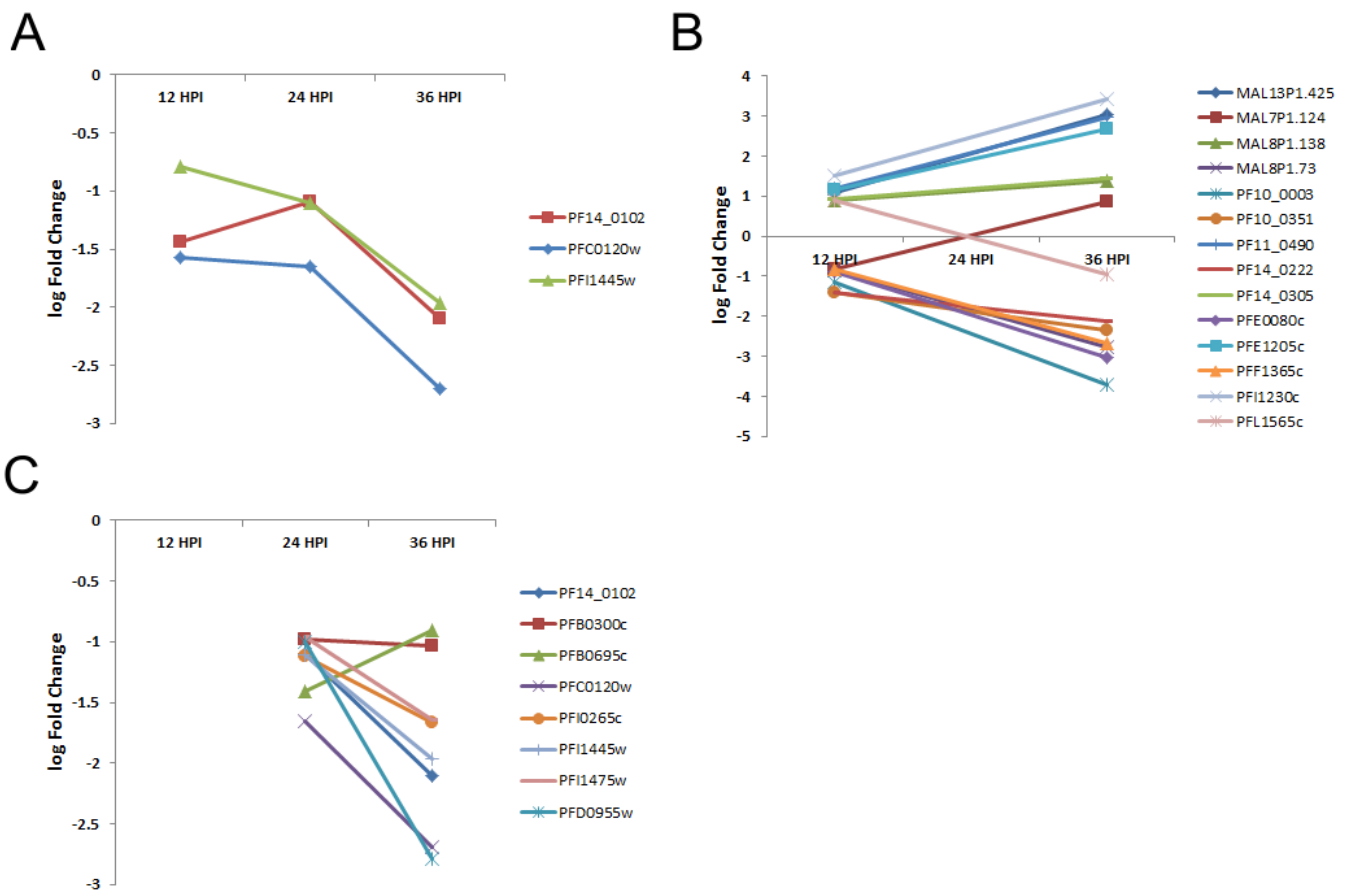 A
0
12 HPI 24 HPI 36 HPI
-0.5
-1
-1.5
-2
-2.5
-3
log Fold Change
PF14_0102
PFC0120w
PFI1445w
B
4
3
2
1
0
-1
-2
-3
-4
-5
12 HPI 24 HPI 36 HPI
log Fold Change
MAL13P1.425
MAL7P1.124
MAL8P1.138
MAL8P1.73
PF10_0003
PF10_0351
PF11_0490
PF14_0222
PF14_0305
PFE0080c
PFE1205c
PFF1365c
PFI1230c
PFL1565c
C
0
12 HPI 24 HPI 36 HPI
-0.5
-1
-1.5
-2
-2.5
-3
log Fold Change
PF14_0102
PFB0300c
PFB0695c
PFC0120w
PFI0265c
PFI1445w
PFI1475w
PFD0955w